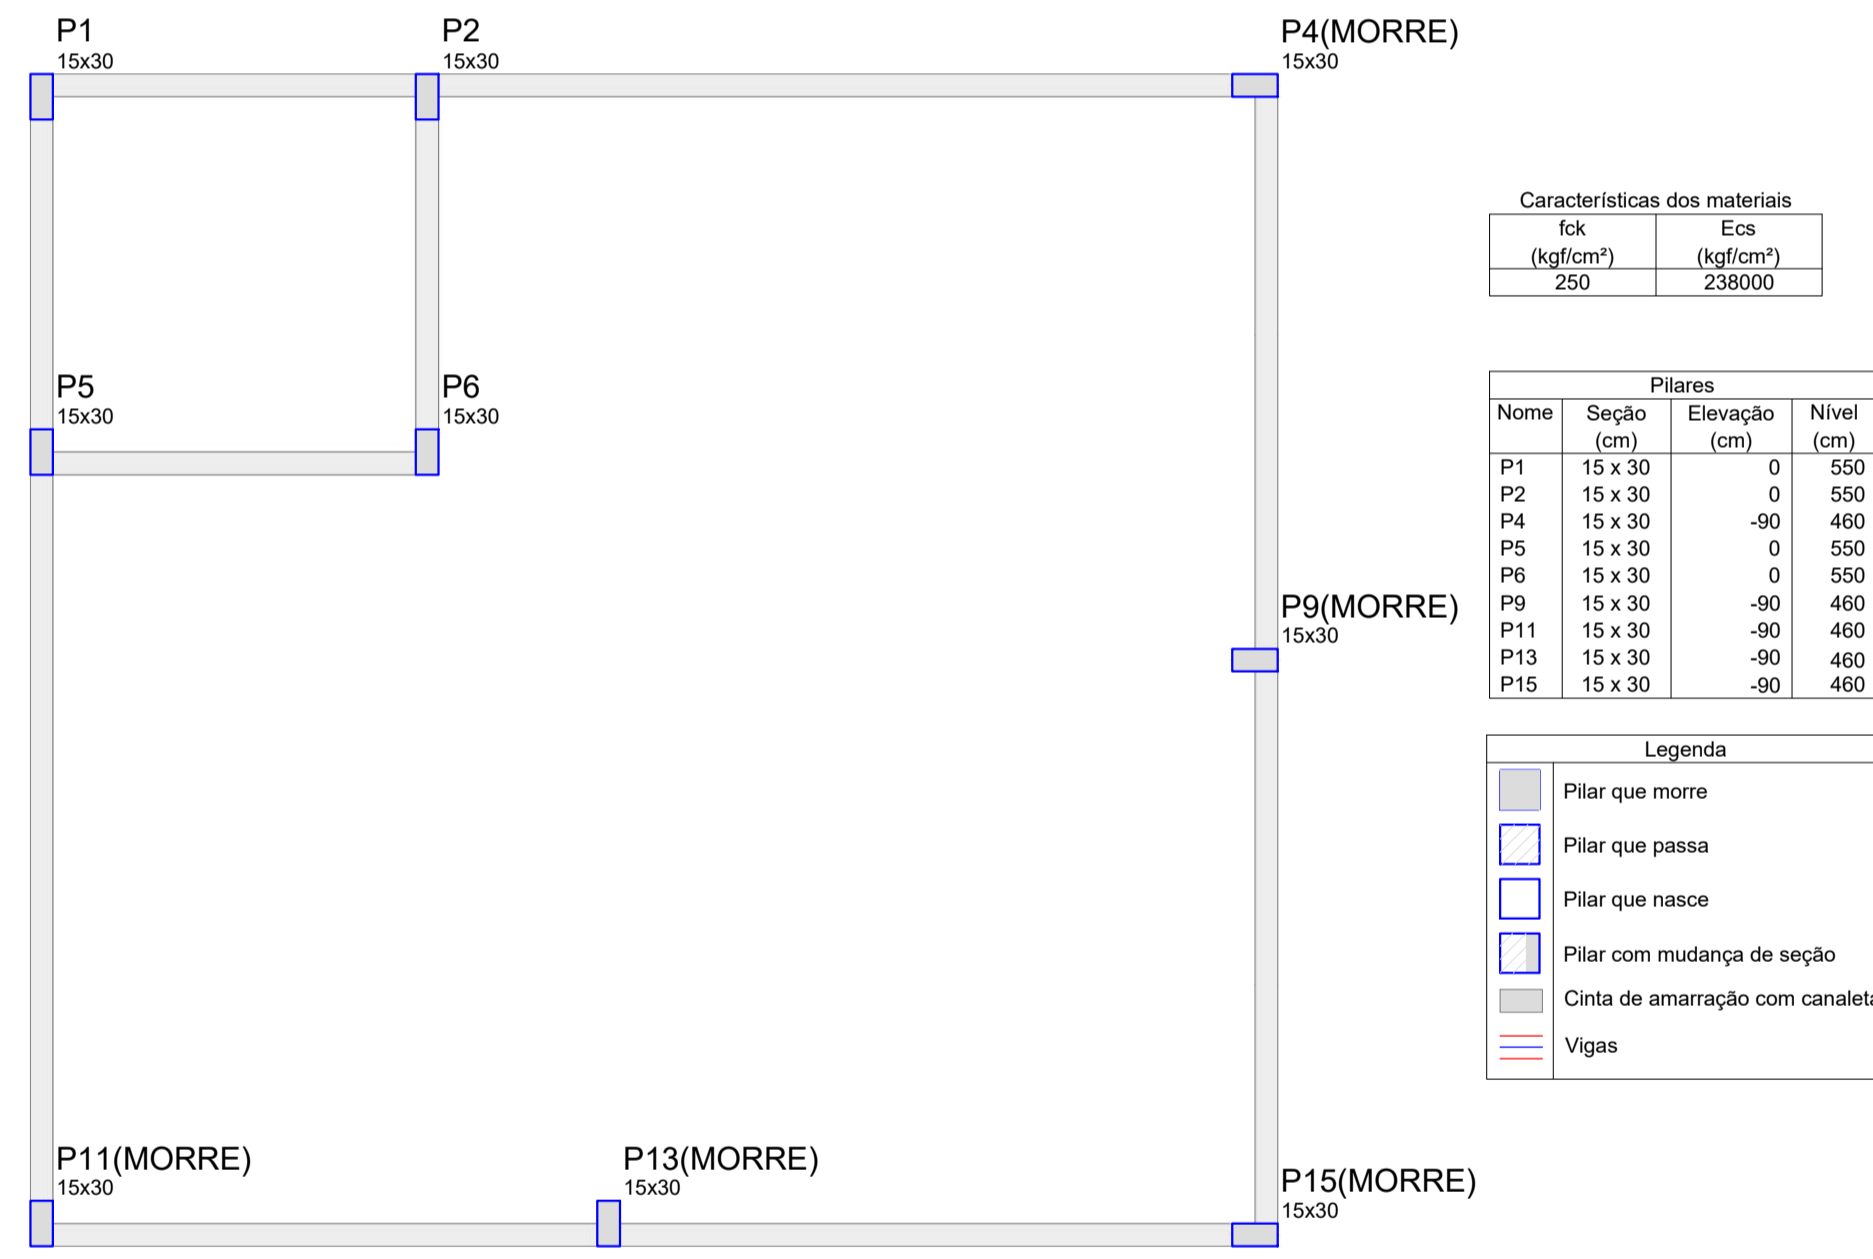 P1
15x30
P2
15x30
P4(MORRE)
15x30
P5
15x30
P6
15x30
P9(MORRE)
15x30
P11(MORRE)
15x30
P13(MORRE)
15x30
P15(MORRE)
15x30
Características dos materiais
fck Ecs
(kgf/cm²) (kgf/cm²)
250 238000
Pilares
Nome Seção Elevação Nível
(cm) (cm) (cm)
P1 15 x 30 0 550
P2 15 x 30 0 550
P4 15 x 30 -90 460
P5 15 x 30 0 550
P6 15 x 30 0 550
P9 15 x 30 -90 460
P11 15 x 30 -90 460
P13 15 x 30 -90 460
P15 15 x 30 -90 460
Legenda
Pilar que morre
Pilar que passa
Pilar que nasce
Pilar com mudança de seção
Cinta de amarração com canaleta
Vigas